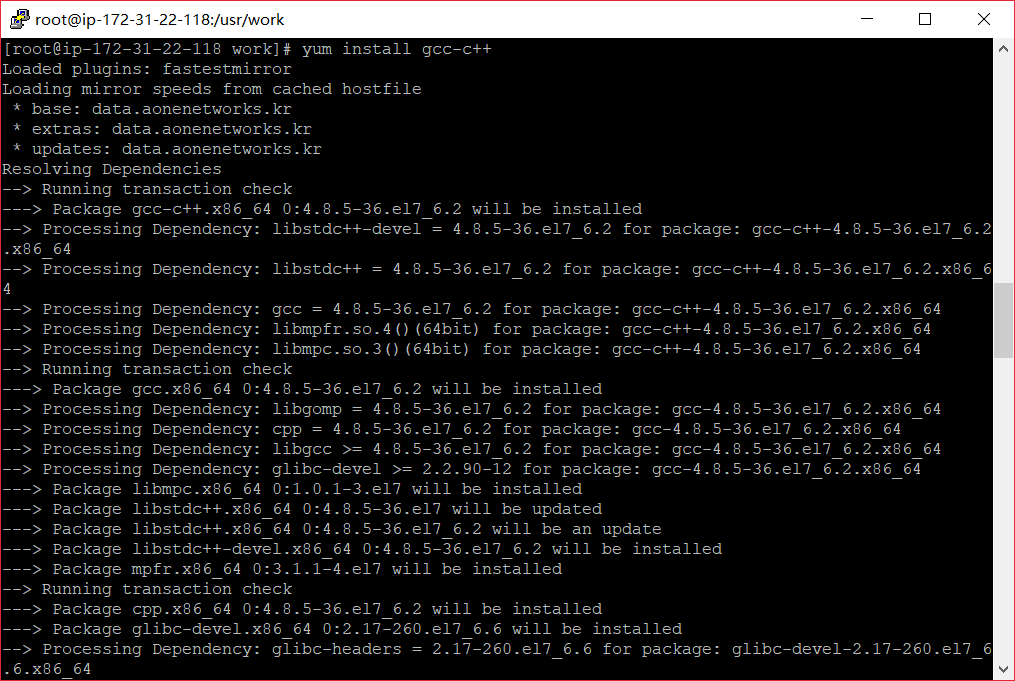 root@ip-172-31-22-118:/usr/work
[root@ip-172-31-22-118 work]# yum install gcc-c++
Loaded plugins: fastestmirror
Loading mirror speeds from cached hostfile
 * base: data.aonenetworks.kr
 * extras: data.aonenetworks.kr
 * updates: data.aonenetworks.kr
Resolving Dependencies
--> Running transaction check
---> Package gcc-c++.x86_64 0:4.8.5-36.el7_6.2 will be installed
--> Processing Dependency: libstdc++-devel = 4.8.5-36.el7_6.2 for package: gcc-c++-4.8.5-36.el7_6.2
.x86_64
--> Processing Dependency: libstdc++ = 4.8.5-36.el7_6.2 for package: gcc-c++-4.8.5-36.el7_6.2.x86_6
4
--> Processing Dependency: gcc = 4.8.5-36.el7_6.2 for package: gcc-c++-4.8.5-36.el7_6.2.x86_64
--> Processing Dependency: libmpfr.so.4()(64bit) for package: gcc-c++-4.8.5-36.el7_6.2.x86_64
--> Processing Dependency: libmpc.so.3()(64bit) for package: gcc-c++-4.8.5-36.el7_6.2.x86_64
--> Running transaction check
---> Package gcc.x86_64 0:4.8.5-36.el7_6.2 will be installed
--> Processing Dependency: libgomp = 4.8.5-36.el7_6.2 for package: gcc-4.8.5-36.el7_6.2.x86_64
--> Processing Dependency: cpp = 4.8.5-36.el7_6.2 for package: gcc-4.8.5-36.el7_6.2.x86_64
--> Processing Dependency: libgcc >= 4.8.5-36.el7_6.2 for package: gcc-4.8.5-36.el7_6.2.x86_64
--> Processing Dependency: glibc-devel >= 2.2.90-12 for package: gcc-4.8.5-36.el7_6.2.x86_64
---> Package libmpc.x86_64 0:1.0.1-3.el7 will be installed
---> Package libstdc++.x86_64 0:4.8.5-36.el7 will be updated
---> Package libstdc++.x86_64 0:4.8.5-36.el7_6.2 will be an update
---> Package libstdc++-devel.x86_64 0:4.8.5-36.el7_6.2 will be installed
---> Package mpfr.x86_64 0:3.1.1-4.el7 will be installed
--> Running transaction check
---> Package cpp.x86_64 0:4.8.5-36.el7_6.2 will be installed
---> Package glibc-devel.x86_64 0:2.17-260.el7_6.6 will be installed
--> Processing Dependency: glibc-headers = 2.17-260.el7_6.6 for package: glibc-devel-2.17-260.el7_6
.6.x86_64